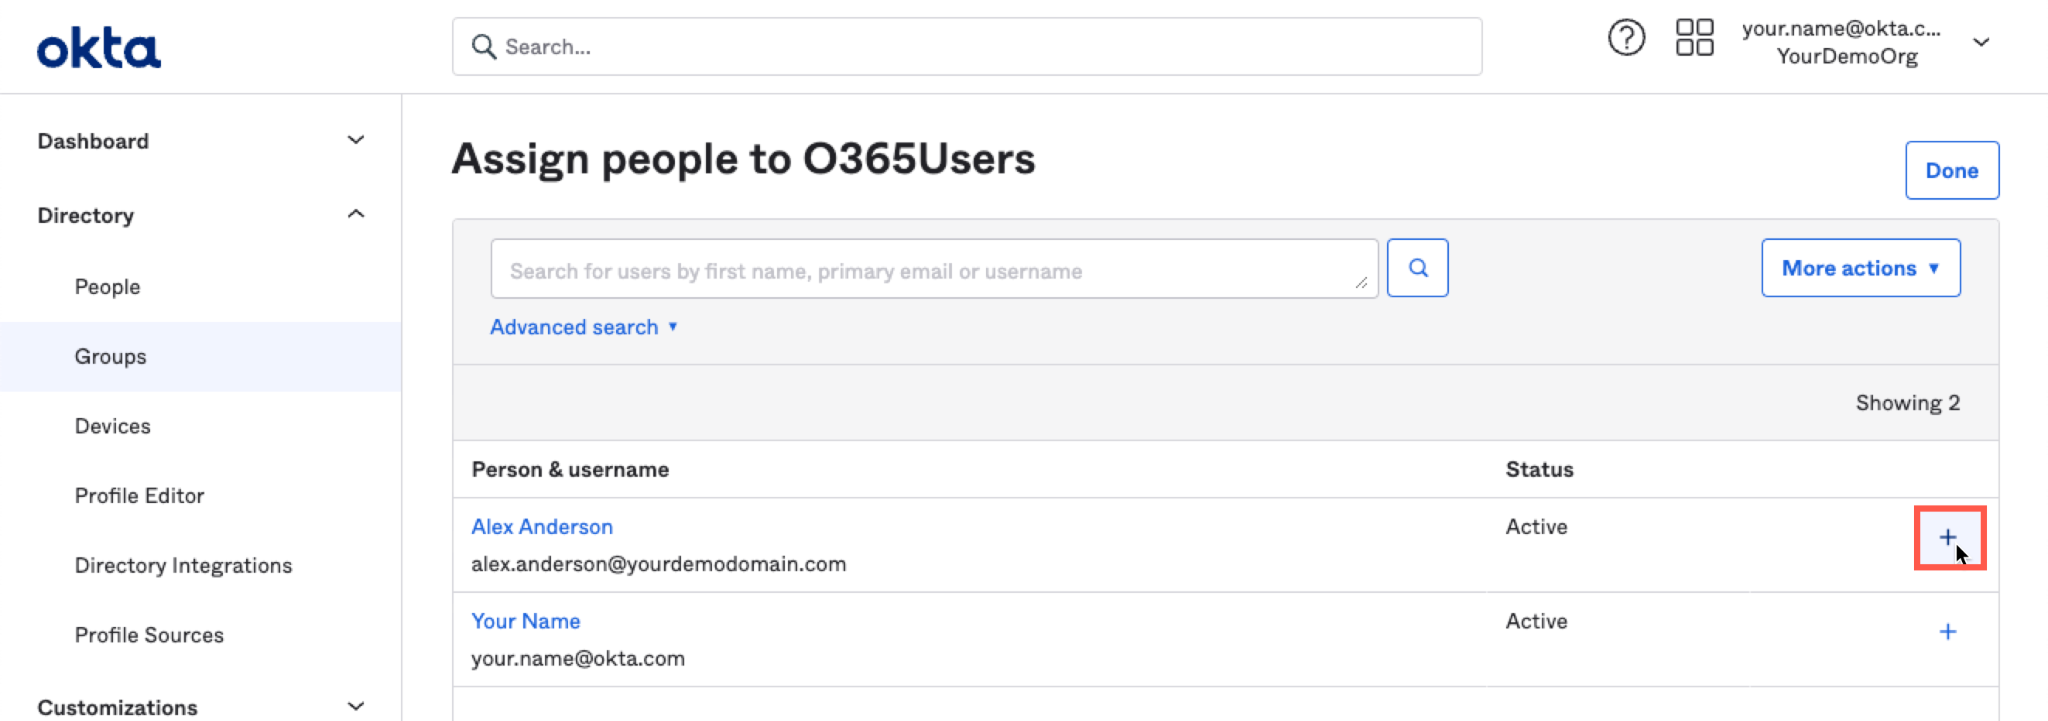 okta
Search...
your.name@okta.c...
YourDemoOrg
Dashboard
Directory
People
Groups
Devices
Profile Editor
Directory Integrations
Profile Sources
Customizations
Assign people to O365Users
Done
Search for users by first name, primary email or username
More actions
Advanced search
Showing 2
Person & username
Status
Alex Anderson
Active
alex.anderson@yourdemodomain.com
Your Name
Active
your.name@okta.com